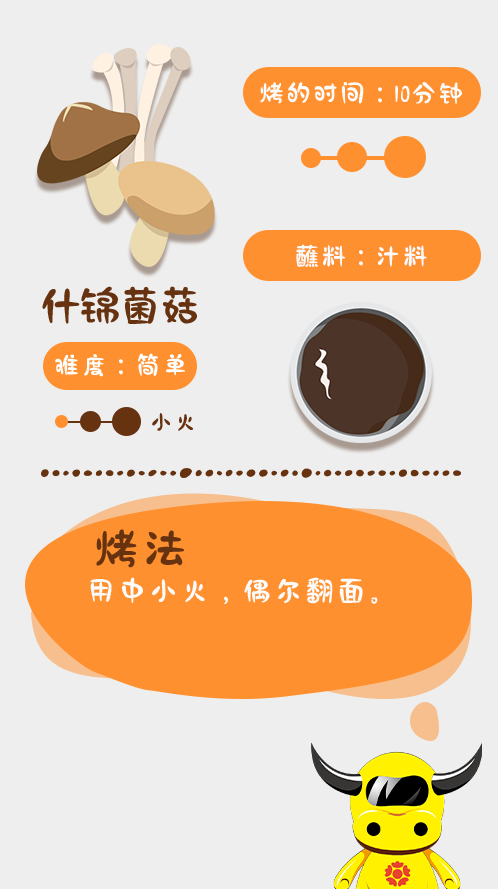 烤的时间：10分钟
蘸料：汁料
什锦菌菇
难度：简单
小火
烤法
用中小火，偶尔翻面。